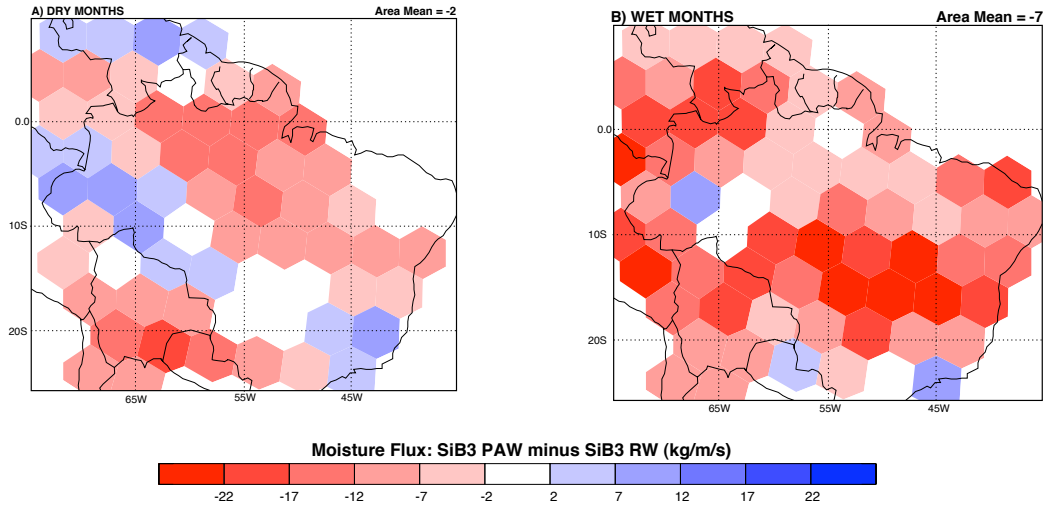 A) DRY MONTHS Area Mean = -2
B) WET MONTHS Area Mean = -7
0.0
10S
20S
65W 55W 45W
0.0
10S
20S
65W 55W 45W
Moisture Flux: SiB3 PAW minus SiB3 RW (kg/m/s)
-22 -17 -12 -7 -2 2 7 12 17 22